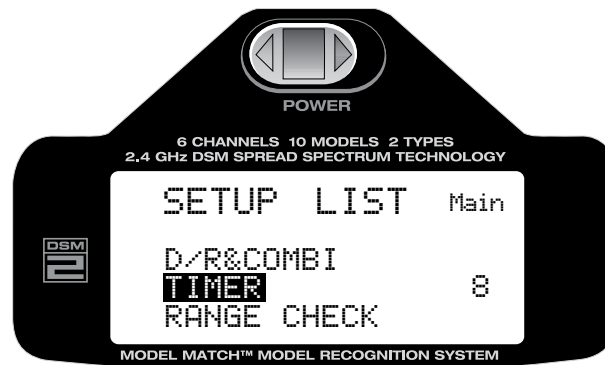 POWER
6 CHANNELS 10 MODELS 2 TYPES
2.4 GHz DSM SPREAD SPECTRUM TECHNOLOGY
SETUP LIST Main
DSM
2
D/R&COMBI
TIMER 8
RANGE CHECK
MODEL MATCH™ MODEL RECOGNITION SYSTEM